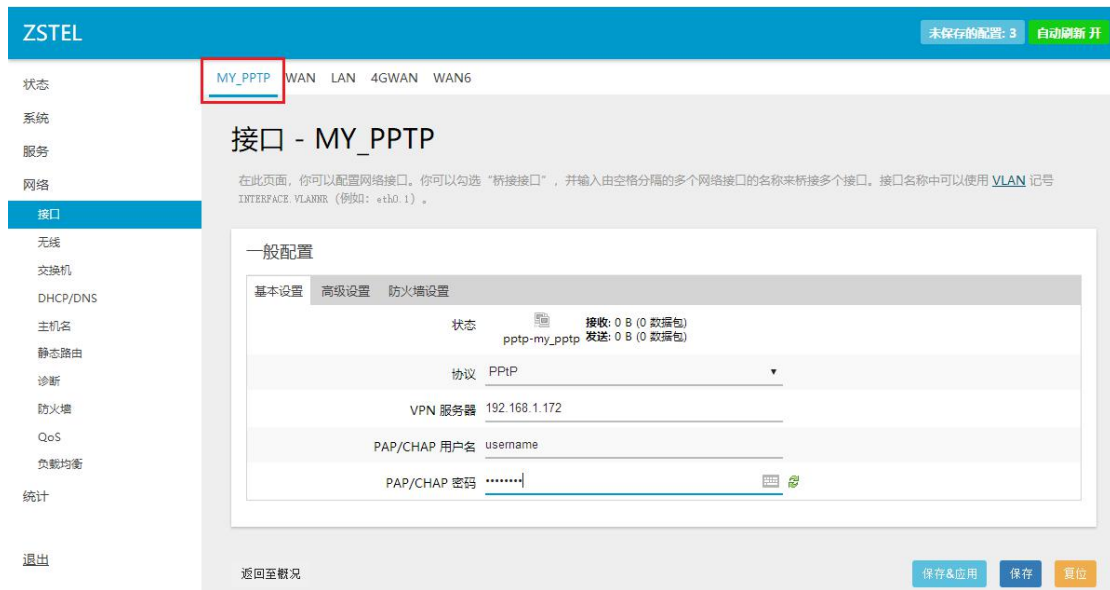 ZSTEL
未保存的配置: 3
自动刷新 开
状态
系统
服务
网络
接口
无线
交换机
DHCP/DNS
主机名
静态路由
诊断
防火墙
QoS
负载均衡
统计
退出
MY_PPTP WAN LAN 4GWAN WAN6
接口 - MY_PPTP
在此页面，你可以配置网络接口。你可以勾选“桥接接口”，并输入由空格分隔的多个网络接口的名称来桥接多个接口。接口名称中可以使用 VLAN 记号
INTERFACE.VLANNR (例如: eth0.1) 。
一般配置
基本设置 高级设置 防火墙设置
状态
pptp-my_pptp
接收: 0 B (0 数据包)
发送: 0 B (0 数据包)
协议 PPtP
VPN 服务器 192.168.1.172
PAP/CHAP 用户名 username
PAP/CHAP 密码 ••••••••
返回至概况
保存&应用 保存 复位